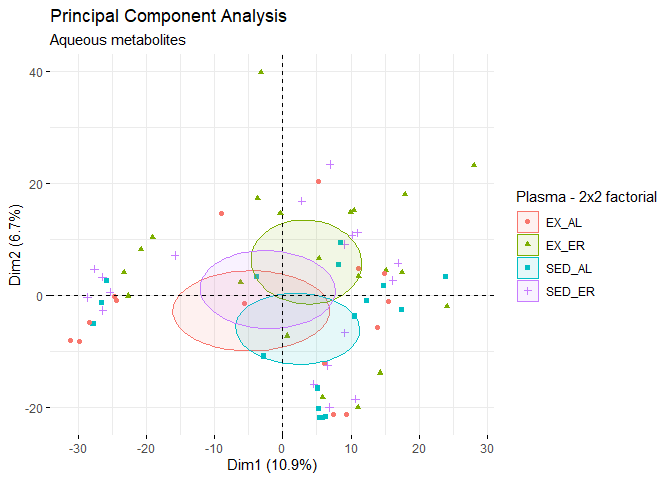 Principal Component Analysis
Aqueous metabolites
40
20
0
-20
Dim2 (6.7%)
-30
-20
-10
0
10
20
30
Dim1 (10.9%)
Plasma - 2x2 factorial
EX_AL
EX_ER
SED_AL
SED_ER